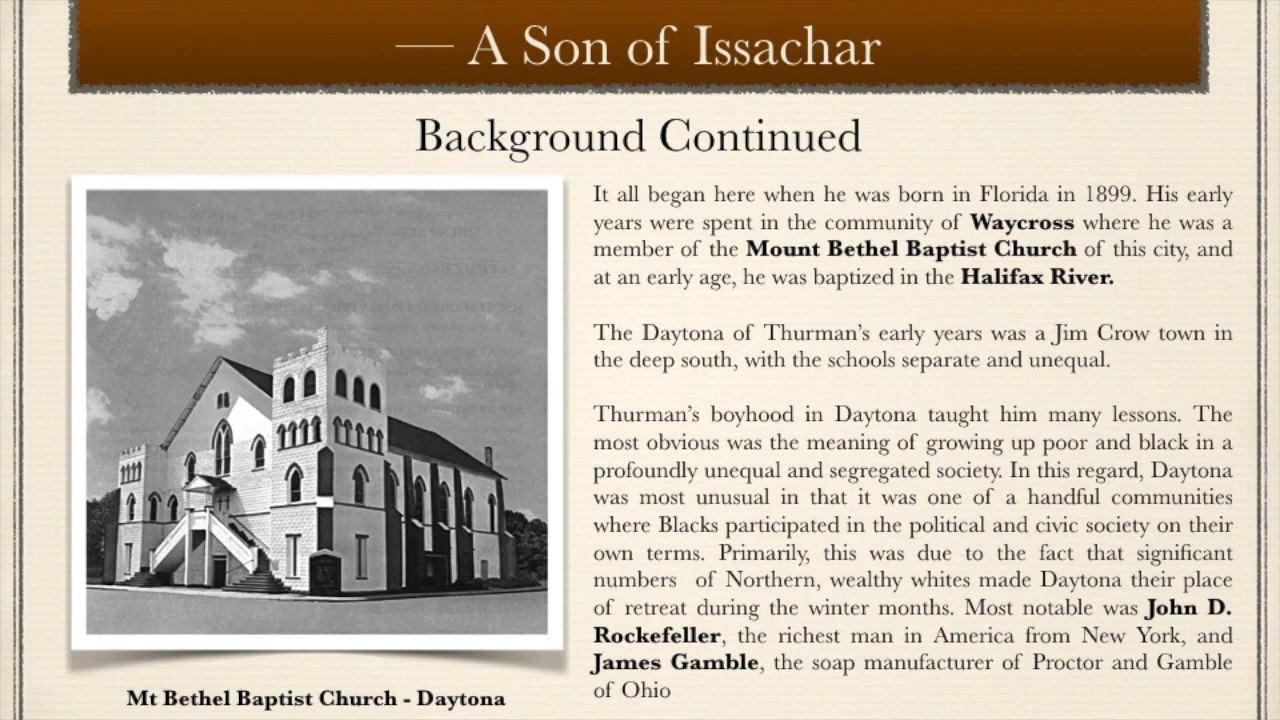 — A Son of Issachar
Background Continued
It all began here when he was born in Florida in 1899. His early
years were spent in the community of Waycross where he was a
member of the Mount Bethel Baptist Church of this city, and
at an early age, he was baptized in the Halifax River.
The Daytona of Thurman's early years was a Jim Crow town in
the deep south, with the schools separate and unequal.
Thurman's boyhood in Daytona taught him many lessons. The
most obvious was the meaning of growing up poor and black in a
profoundly unequal and segregated society. In this regard, Daytona
was most unusual in that it was one of a handful communities
where Blacks participated in the political and civic society on their
own terms. Primarily, this was due to the fact that significant
numbers of Northern, wealthy whites made Daytona their place
of retreat during the winter months. Most notable was John D.
Rockefeller, the richest man in America from New York, and
James Gamble, the soap manufacturer of Proctor and Gamble
of Ohio
Mt Bethel Baptist Church - Daytona